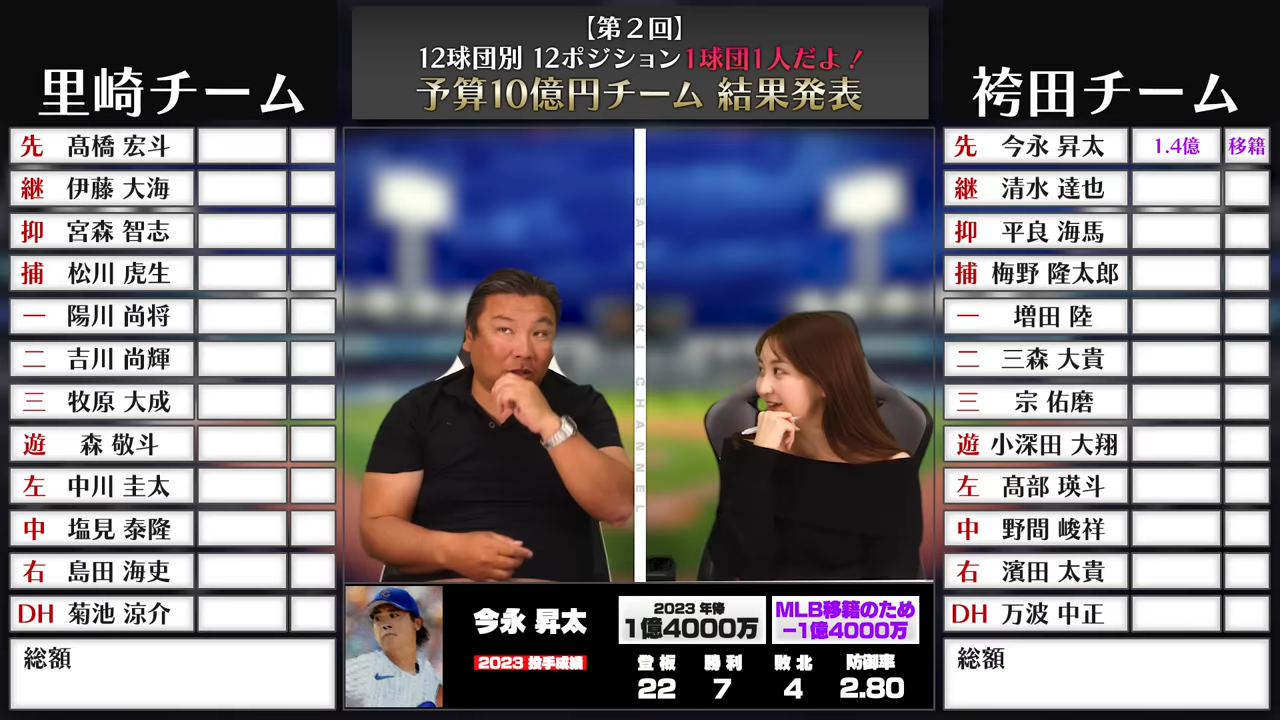 【第2回】
12球団別 12ポジション1球団1人だよ!
予算10億円チーム 結果発表
里崎チーム
先 髙橋 宏斗
継 伊藤 大海
抑 宮森 智志
捕 松川 虎生
一 陽川 尚将
二 吉川 尚輝
三 牧原 大成
遊 森 敬斗
左 中川 圭太
中 塩見 泰隆
右 島田 海吏
DH 菊池 涼介
総額
SATOZAKI CHANNEL
袴田チーム
先 今永 昇太 1.4億 移籍
継 清水 達也
抑 平良 海馬
捕 梅野 隆太郎
一 増田 陸
二 三森 大貴
三 宗 佑磨
遊 小深田 大翔
左 髙部 瑛斗
中 野間 峻祥
右 濱田 太貴
DH 万波 中正
総額
今永 昇太
2023 年俸
1億4000万
MLB移籍のため
−1億4000万
2023 投手成績
登板 勝利 敗北 防御率
22 7 4 2.80